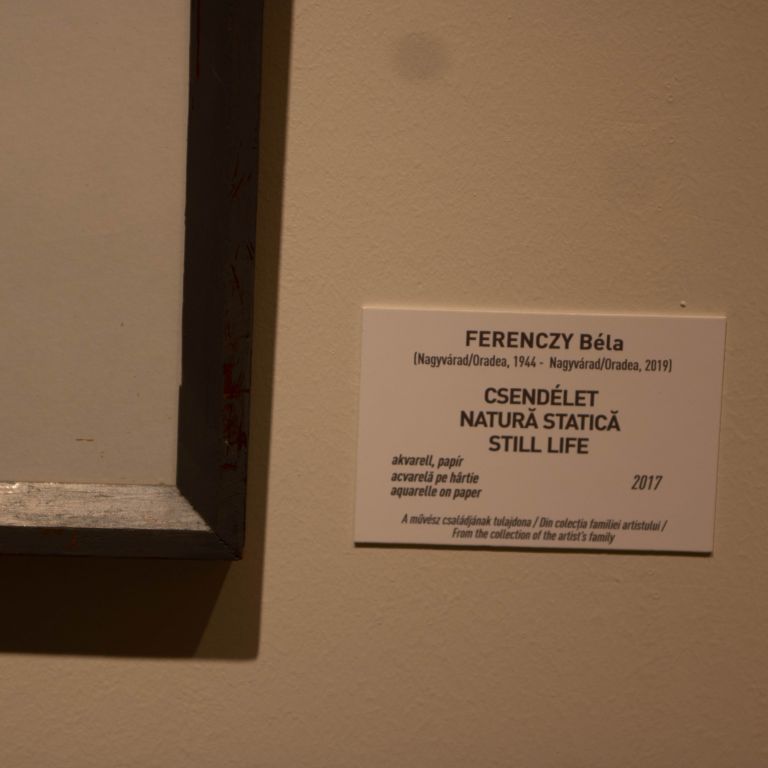 FERENCZY Béla
(Nagyvárad/Oradea, 1944 - Nagyvárad/Oradea, 2019)
CSENDÉLET
NATURĂ STATICĂ
STILL LIFE
akvarell, papír
acvarelă pe hârtie
aquarelle on paper
2017
A művész családjának tulajdona / Din colecția familiei artistului /
From the collection of the artist's family